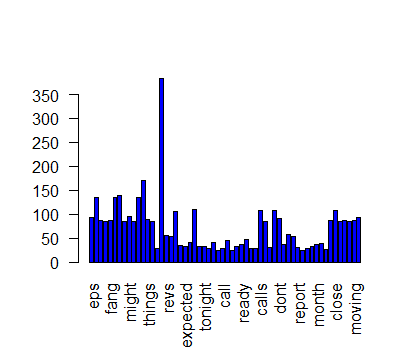 350
300
250
200
150
100
50
0
eps
fang
might
things
revs
expected
tonight
call
ready
calls
dont
report
month
close
moving